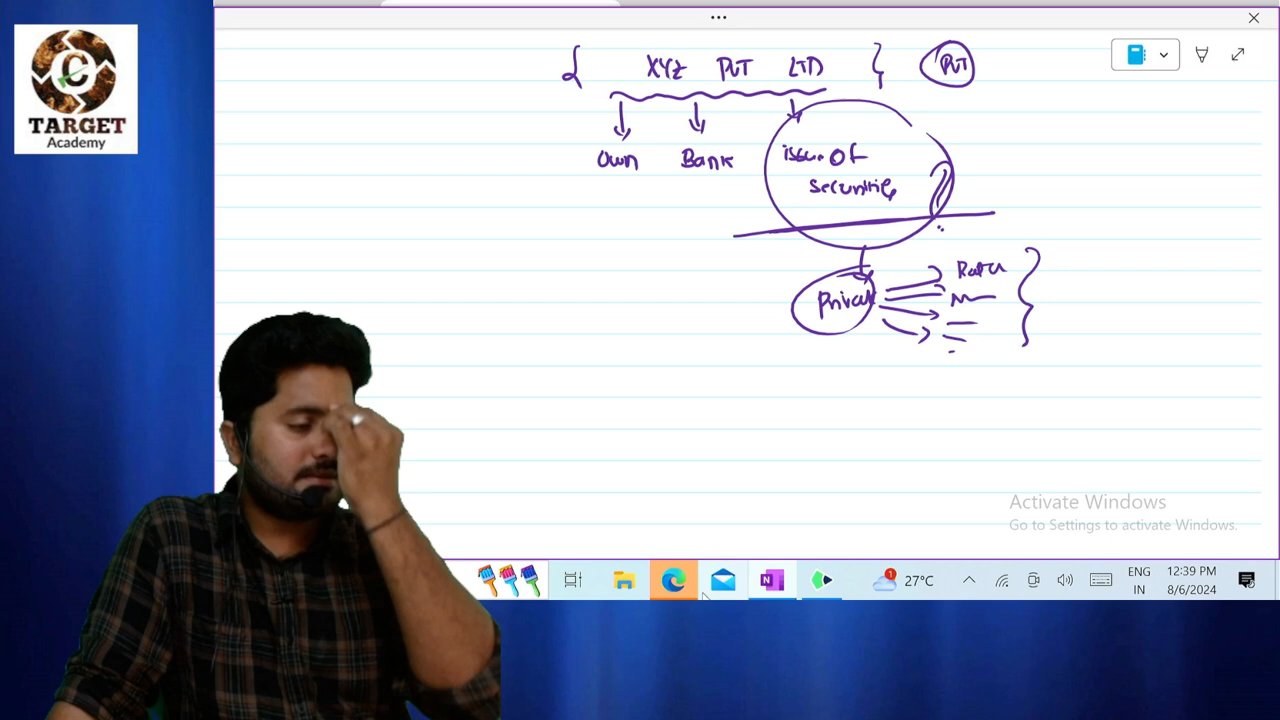 TARGET
Academy
XYZ PVT LTD
PVT
Own Bank issue of
securities
Private
Activate Windows
Go to Settings to activate Windows.
1
27°C
ENG
IN
12:39 PM
8/6/2024